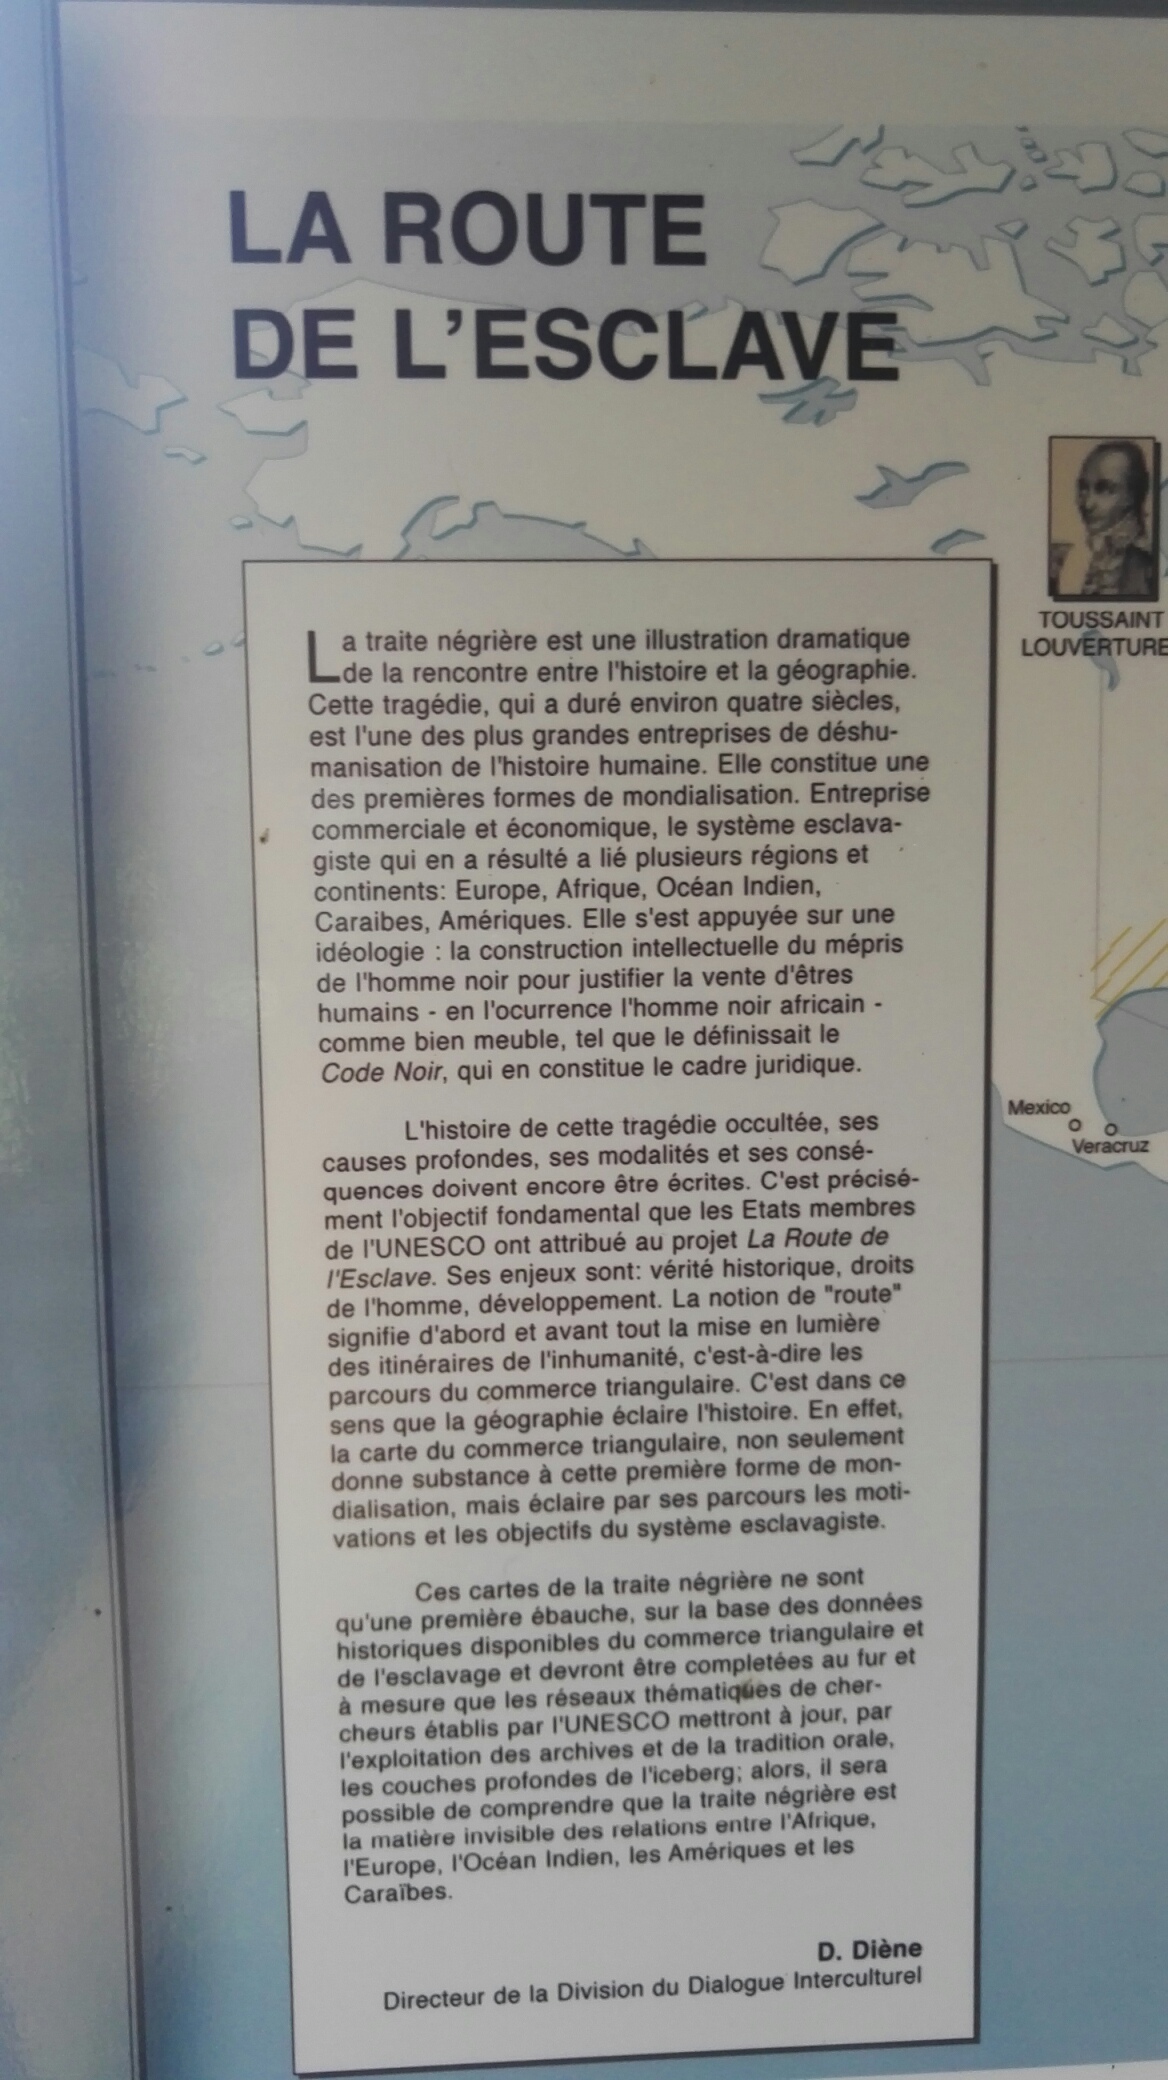 LA ROUTE
DE L'ESCLAVE
TOUSSAINT
LOUVERTURE
La traite négrière est une illustration dramatique
de la rencontre entre l'histoire et la géographie.
Cette tragédie, qui a duré environ quatre siècles,
est l'une des plus grandes entreprises de déshu-
manisation de l'histoire humaine. Elle constitue une
des premières formes de mondialisation. Entreprise
commerciale et économique, le système esclava-
giste qui en a résulté a lié plusieurs régions et
continents: Europe, Afrique, Océan Indien,
Caraibes, Amériques. Elle s'est appuyée sur une
idéologie : la construction intellectuelle du mépris
de l'homme noir pour justifier la vente d'êtres
humains - en l'ocurrence l'homme noir africain -
comme bien meuble, tel que le définissait le
Code Noir, qui en constitue le cadre juridique.
L'histoire de cette tragédie occultée, ses
causes profondes, ses modalités et ses consé-
quences doivent encore être écrites. C'est précisé-
ment l'objectif fondamental que les Etats membres
de l'UNESCO ont attribué au projet La Route de
l'Esclave. Ses enjeux sont: vérité historique, droits
de l'homme, développement. La notion de "route"
signifie d'abord et avant tout la mise en lumière
des itinéraires de l'inhumanité, c'est-à-dire les
parcours du commerce triangulaire. C'est dans ce
sens que la géographie éclaire l'histoire. En effet,
la carte du commerce triangulaire, non seulement
donne substance à cette première forme de mon-
dialisation, mais éclaire par ses parcours les moti-
vations et les objectifs du système esclavagiste.
Ces cartes de la traite négrière ne sont
qu'une première ébauche, sur la base des données
historiques disponibles du commerce triangulaire et
de l'esclavage et devront être completées au fur et
à mesure que les réseaux thématiques de cher-
cheurs établis par l'UNESCO mettront à jour, par
l'exploitation des archives et de la tradition orale,
les couches profondes de l'iceberg; alors, il sera
possible de comprendre que la traite négrière est
la matière invisible des relations entre l'Afrique,
l'Europe, l'Océan Indien, les Amériques et les
Caraïbes.
D. Diène
Directeur de la Division du Dialogue Interculturel
Mexico
Veracruz